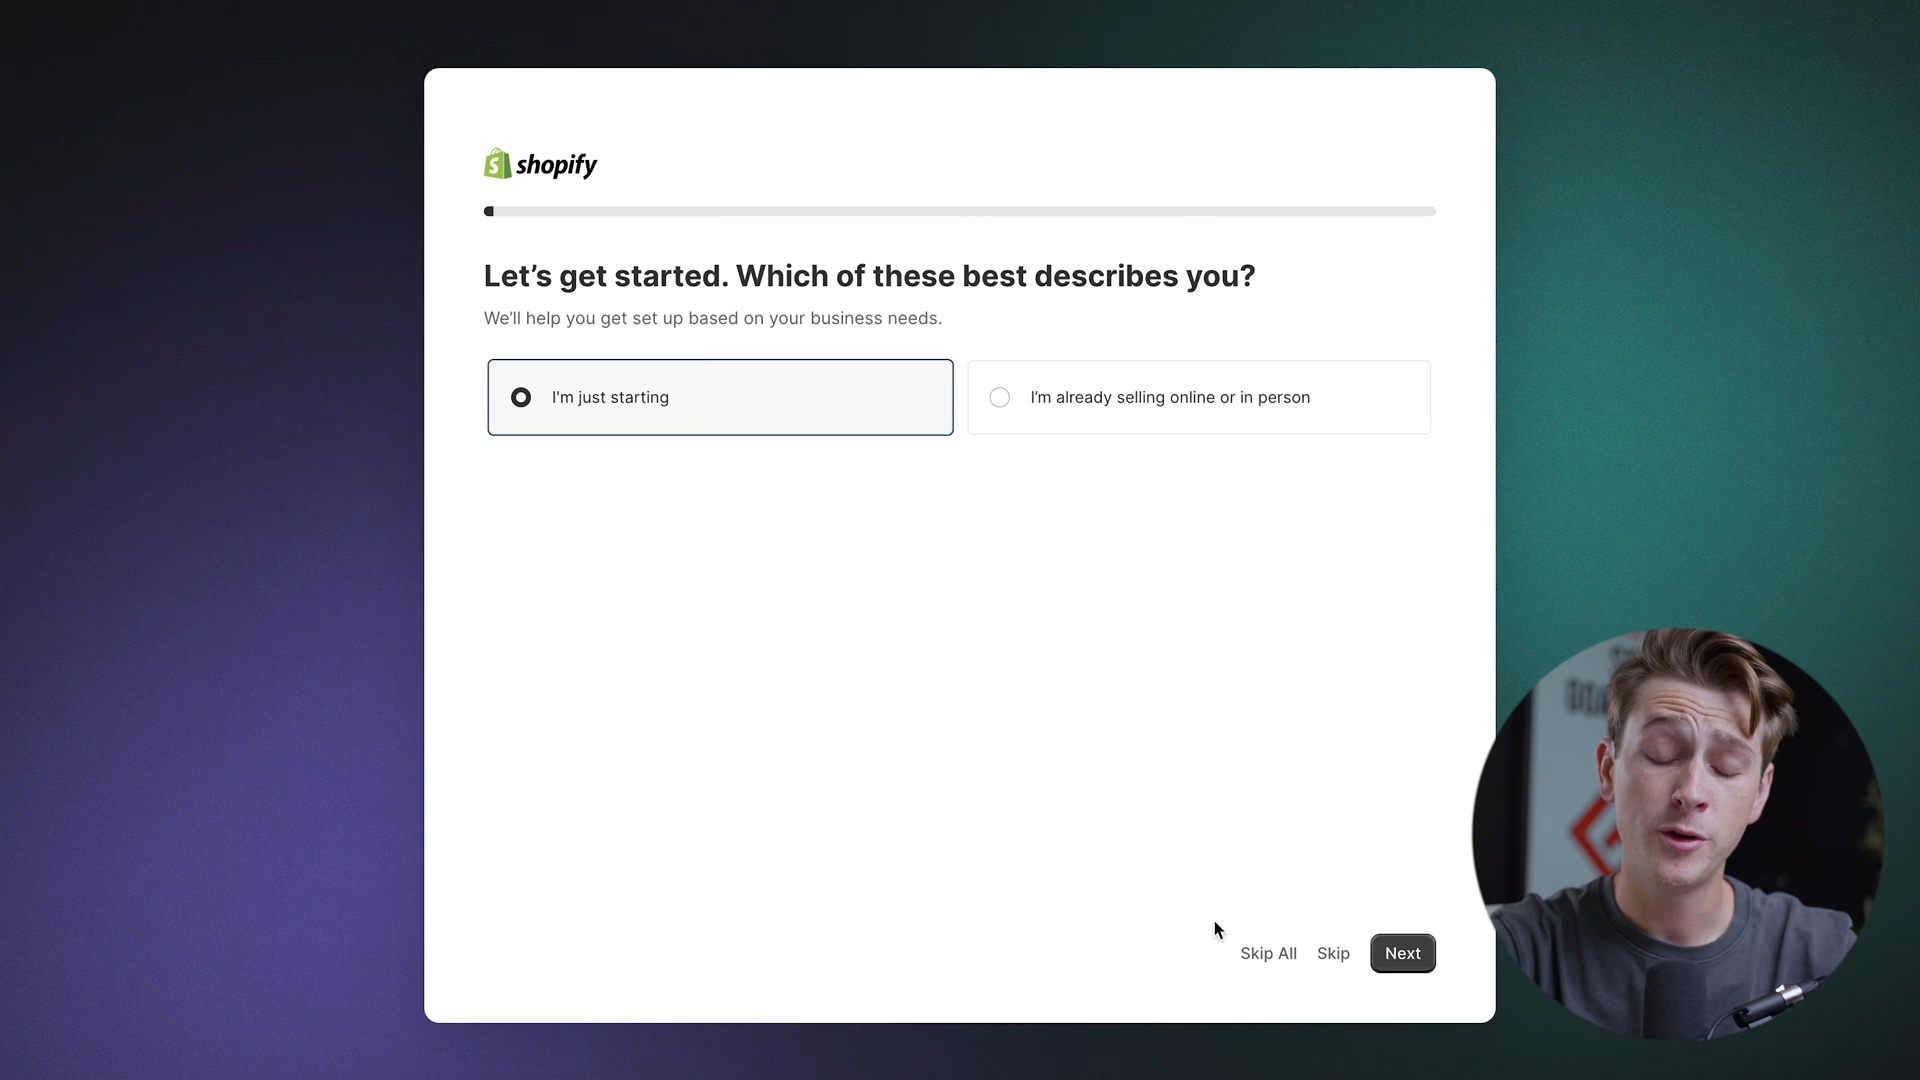 shopify
Let’s get started. Which of these best describes you?
We’ll help you get set up based on your business needs.
I'm just starting
I’m already selling online or in person
Skip All
Skip
Next